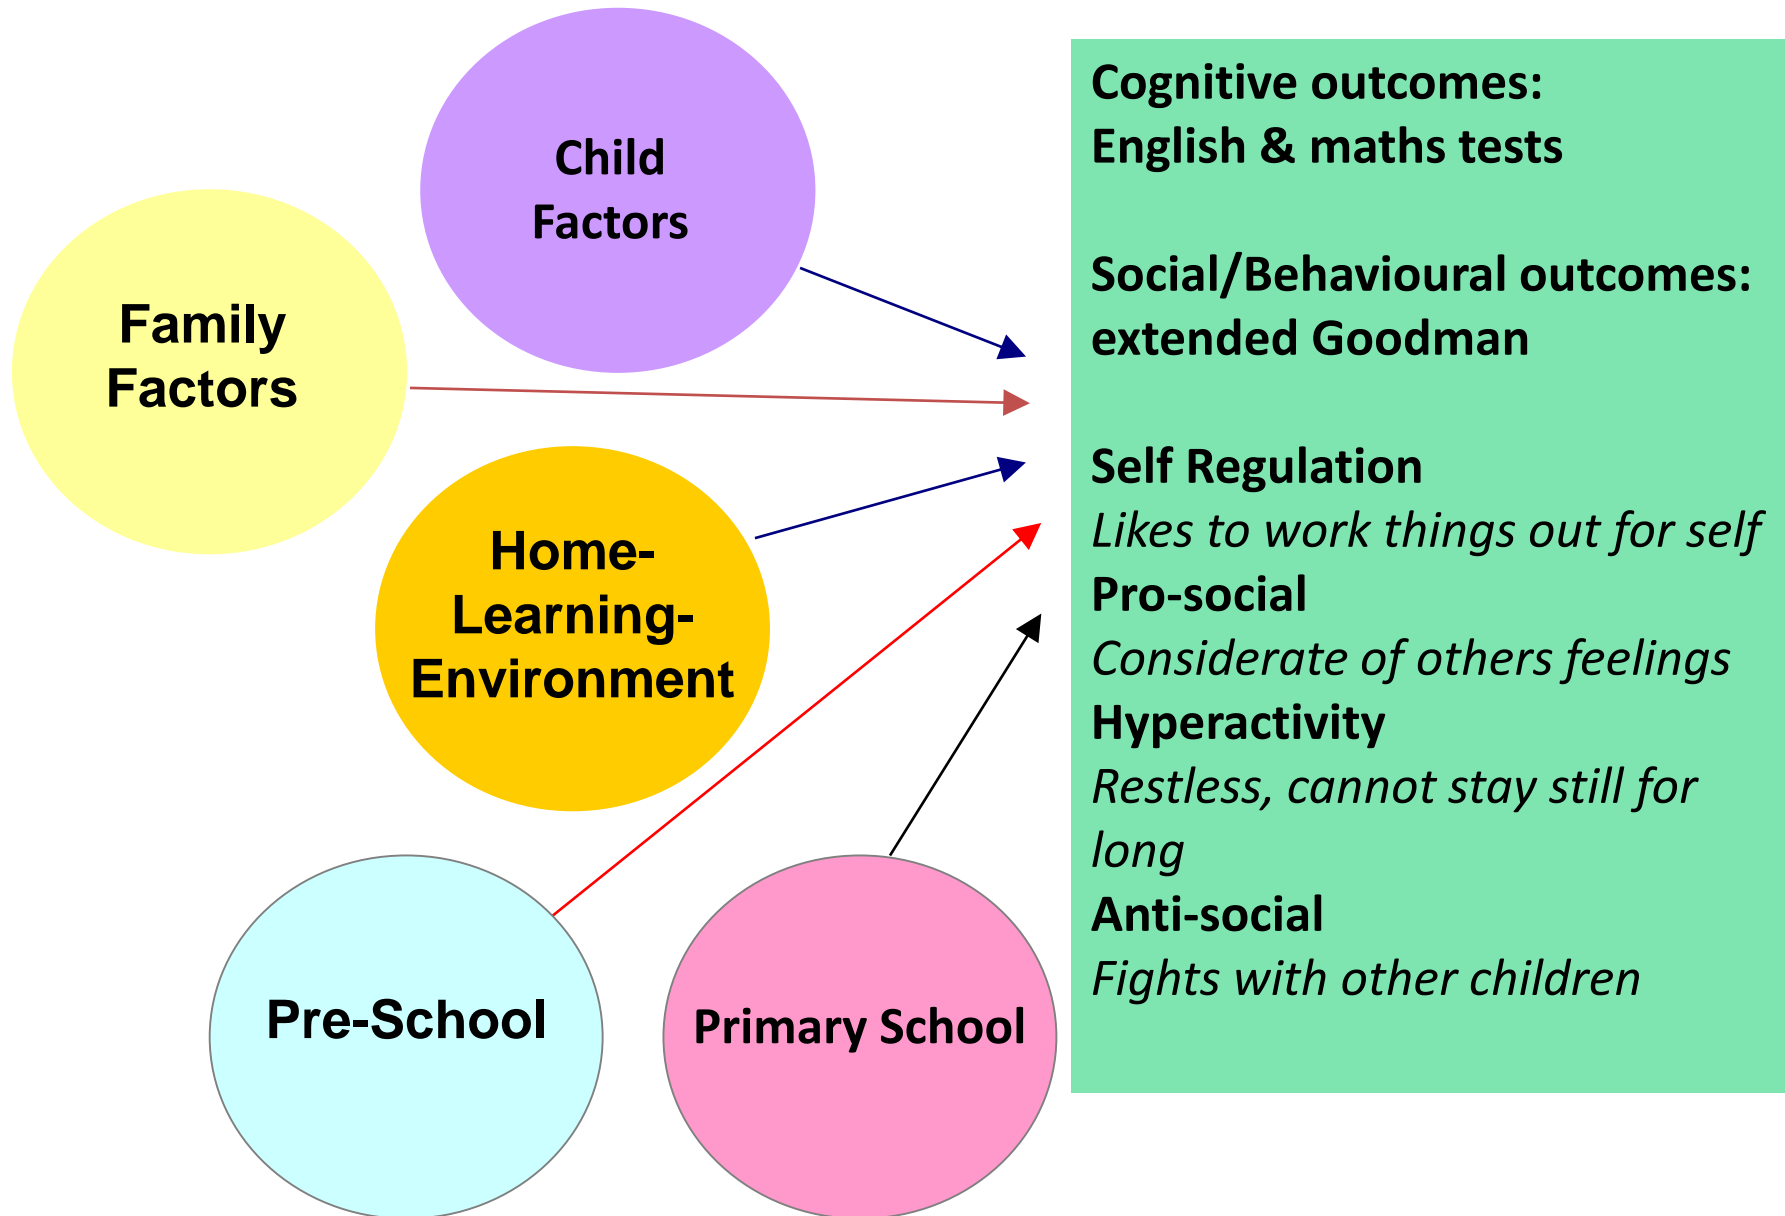 Child
Factors
Family
Factors
Home-
Learning-
Environment
Pre-School
Primary School
Cognitive outcomes:
English & maths tests
Social/Behavioural outcomes:
extended Goodman
Self Regulation
Likes to work things out for self
Pro-social
Considerate of others feelings
Hyperactivity
Restless, cannot stay still for
long
Anti-social
Fights with other children